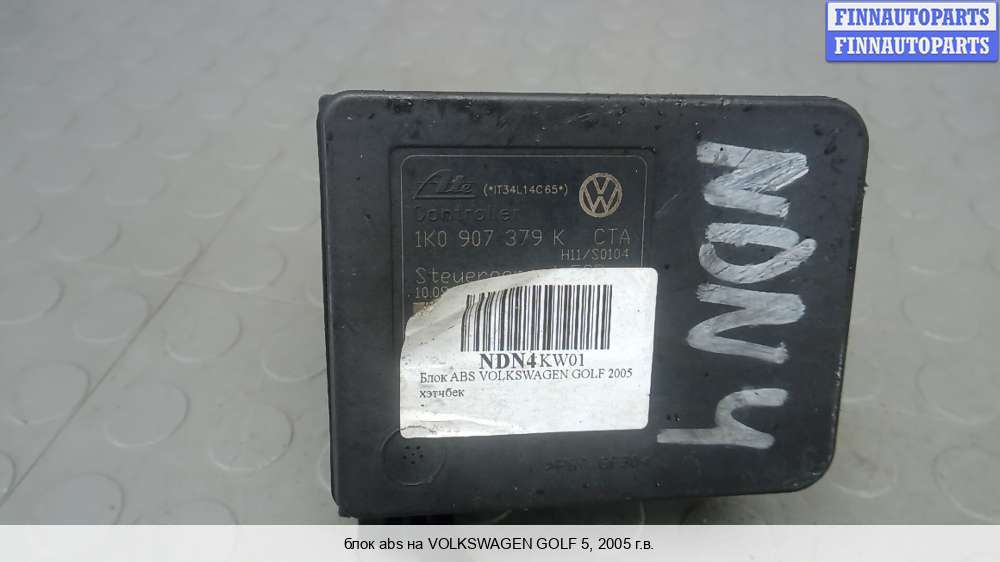 FINNAUTOPARTS
FINNAUTOPARTS
Ate (*IT34L14C65*)
Controller
1K0 907 379 K CTA
H11/S0104
NDN4KW01
Блок ABS VOLKSWAGEN GOLF 2005
хэтчбек
NDN4
блок abs на VOLKSWAGEN GOLF 5, 2005 г.в.